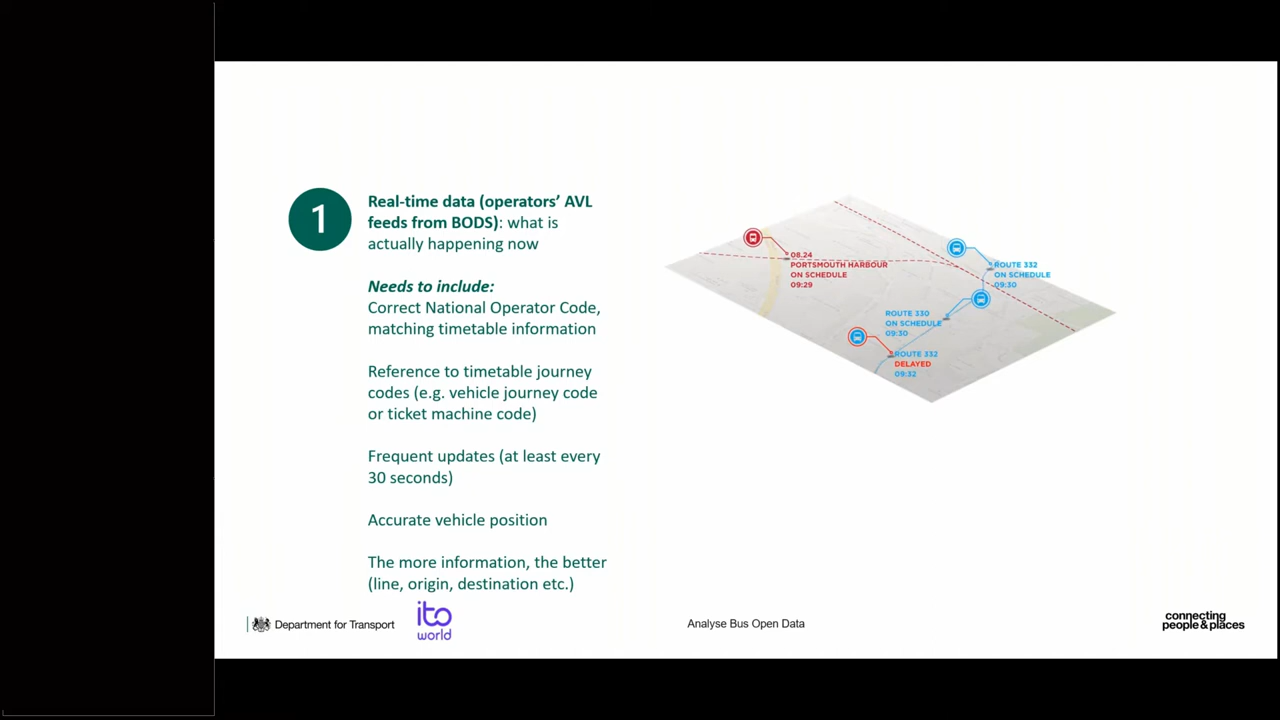 1
Real-time data (operators' AVL
feeds from BODS): what is
actually happening now
Needs to include:
Correct National Operator Code,
matching timetable information
Reference to timetable journey
codes (e.g. vehicle journey code
or ticket machine code)
Frequent updates (at least every
30 seconds)
Accurate vehicle position
The more information, the better
(line, origin, destination etc.)
08.24
PORTSMOUTH HARBOUR
ON SCHEDULE
09:29
ROUTE 332
ON SCHEDULE
09:30
ROUTE 330
ON SCHEDULE
09:30
ROUTE 332
DELAYED
09:32
Department for Transport
ito
world
Analyse Bus Open Data
connecting
people&places